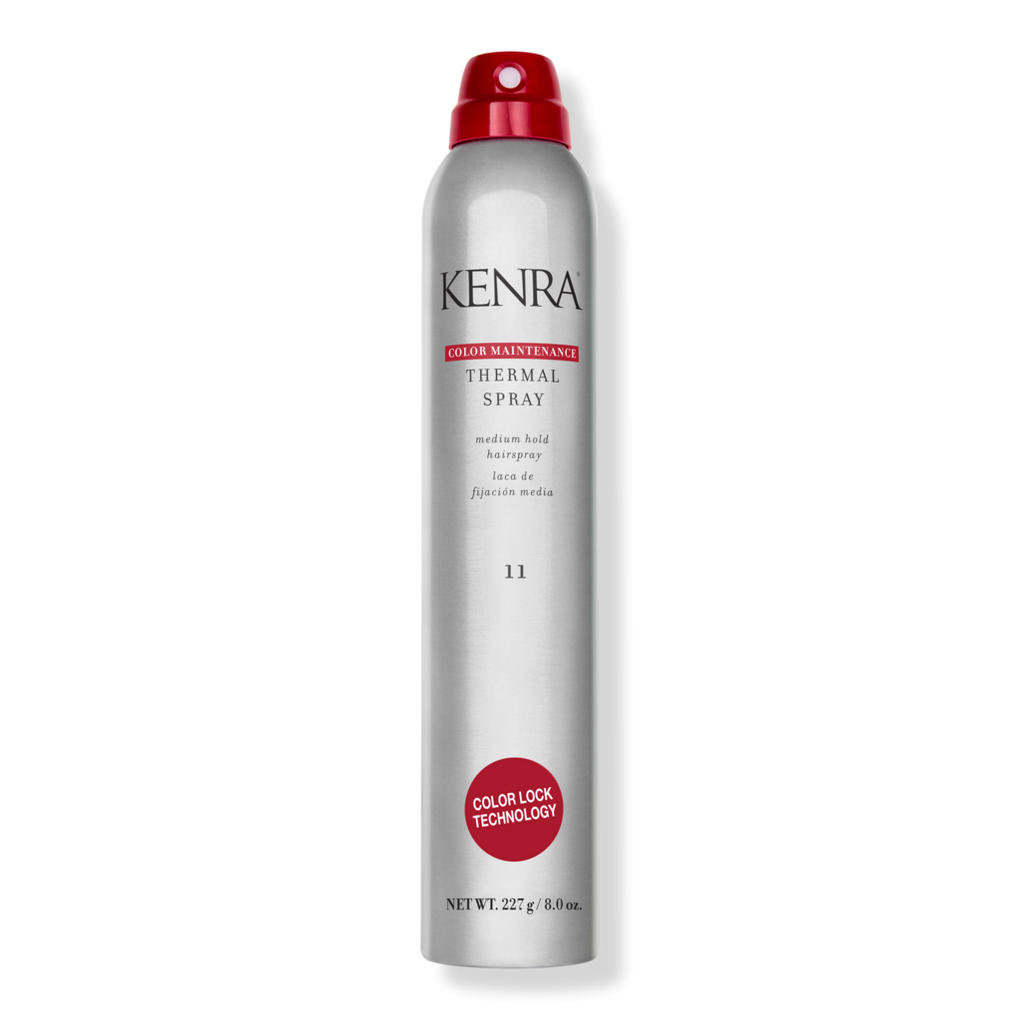 KENRA®
COLOR MAINTENANCE
THERMAL
SPRAY
medium hold
hairspray
laca de
fijación media
11
COLOR LOCK
TECHNOLOGY
NET WT. 227 g / 8.0 oz.